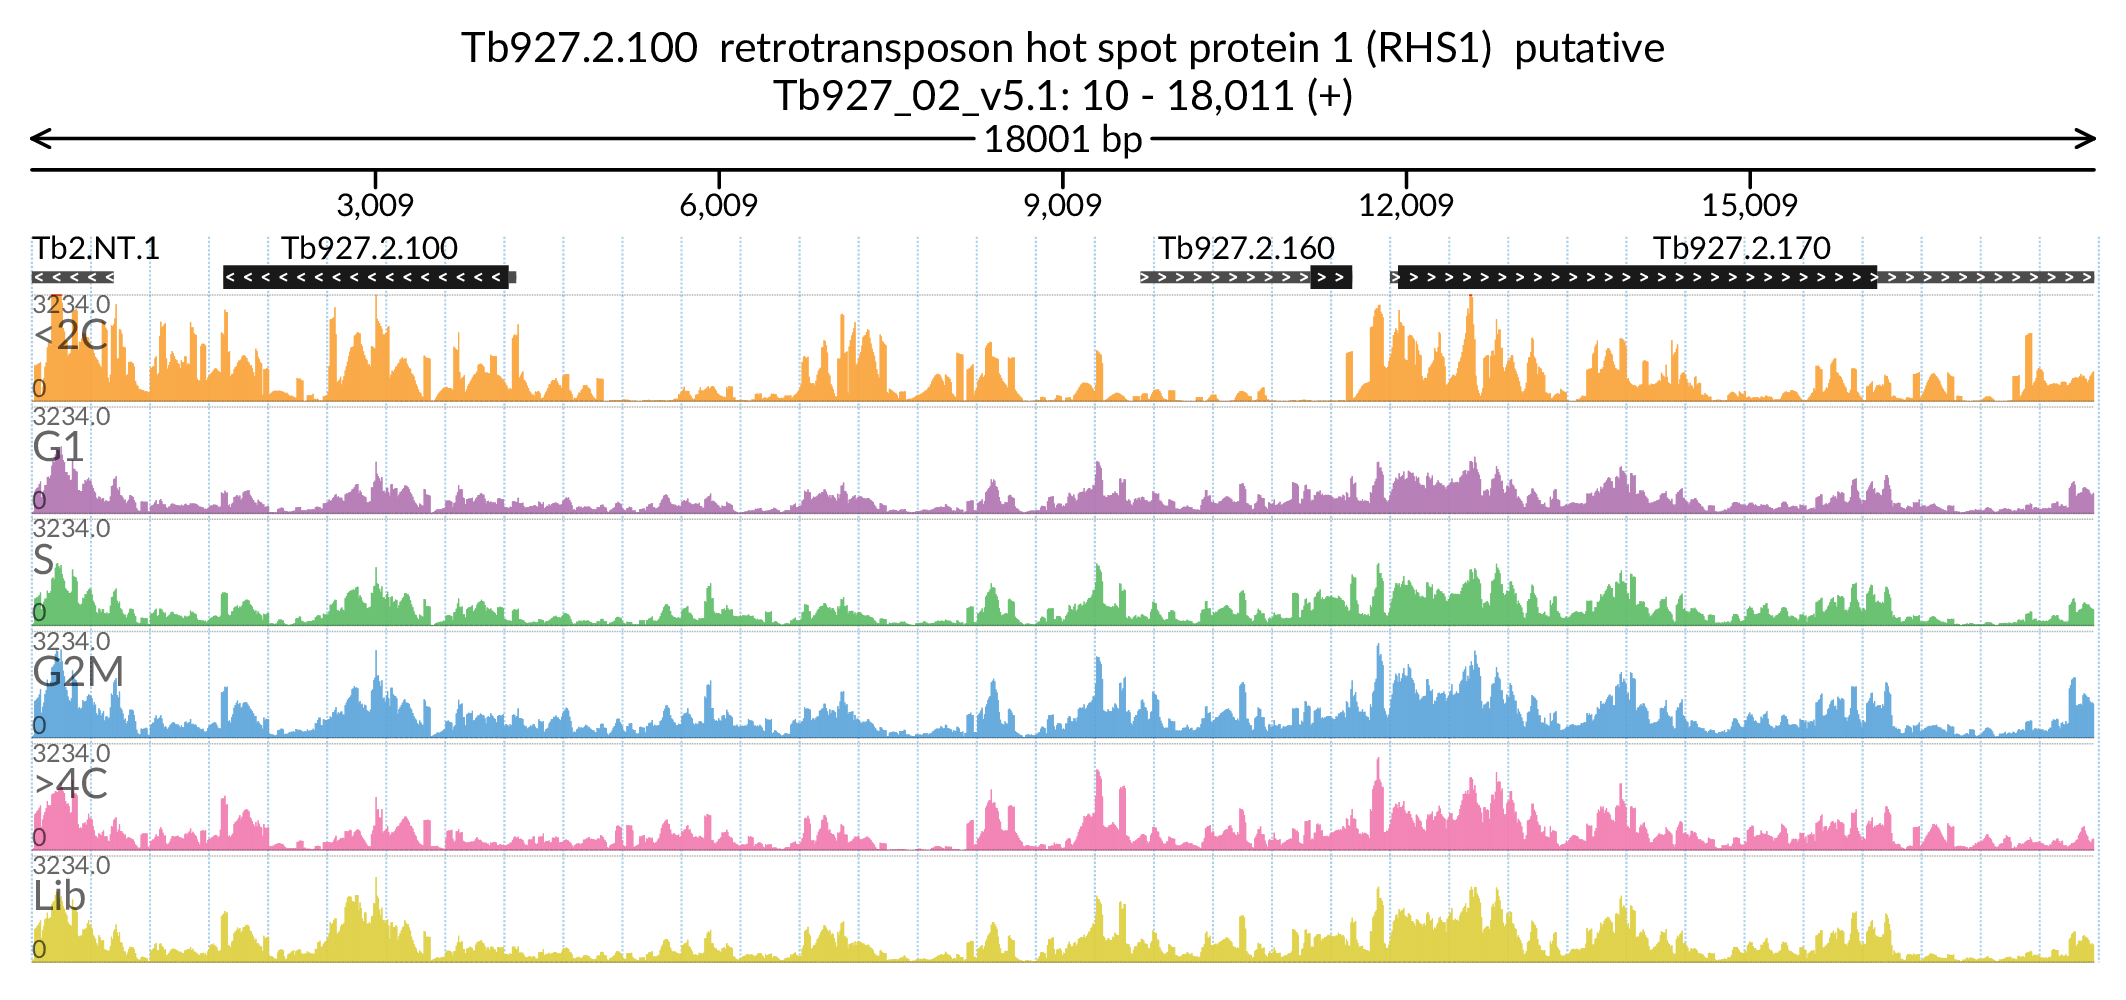 Tb927.2.100 retrotransposon hot spot protein 1 (RHS1) putative
Tb927_02_v5.1: 10 - 18,011 (+)
18001 bp
3,009 6,009 9,009 12,009 15,009
Tb2.NT.1 Tb927.2.100 Tb927.2.160 Tb927.2.170
3234.0
<2C
0
3234.0
G1
0
3234.0
S
0
3234.0
G2M
0
3234.0
>4C
0
3234.0
Lib
0